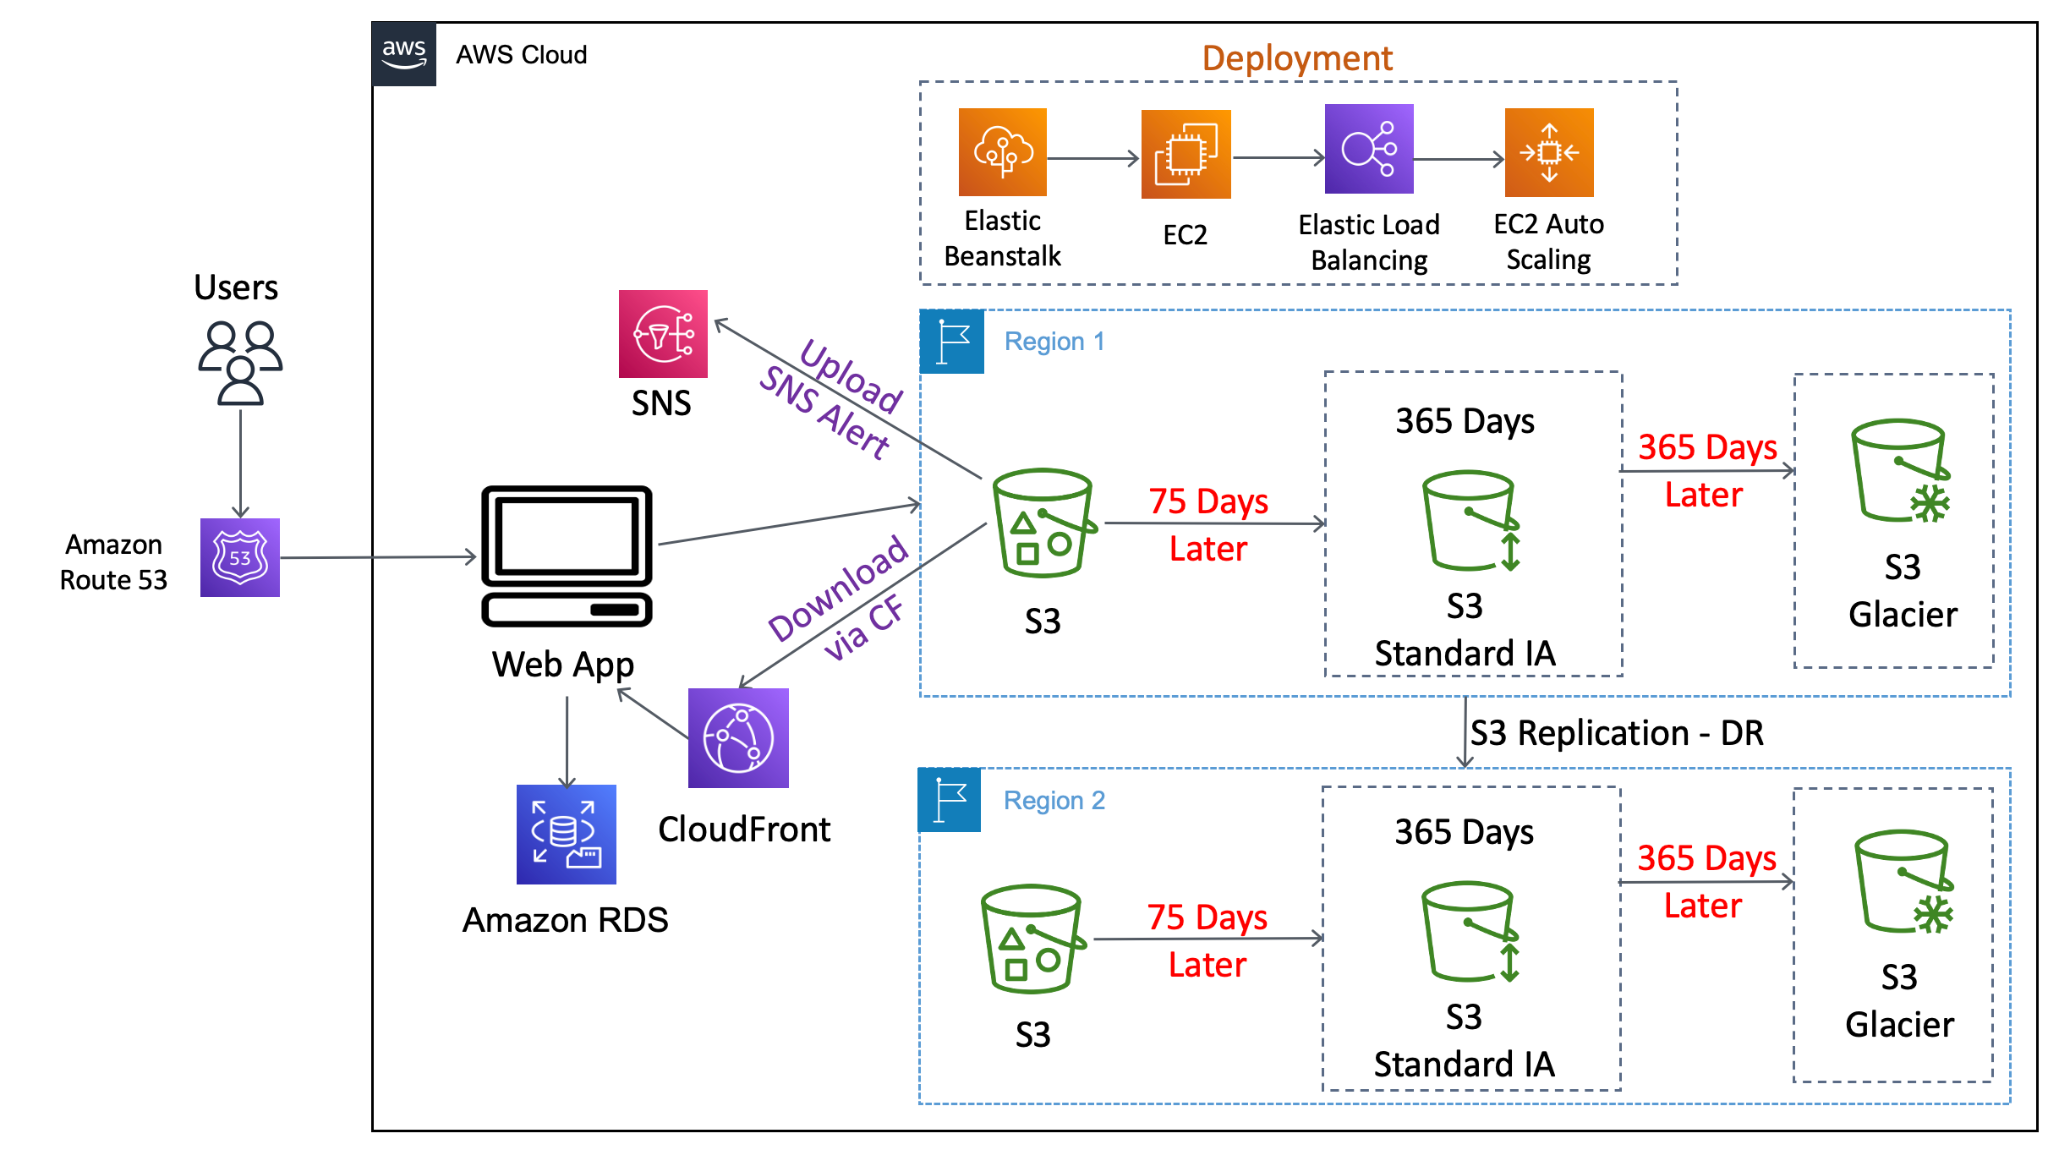 aws
AWS Cloud
Deployment
Elastic
Beanstalk
EC2
Elastic Load
Balancing
EC2 Auto
Scaling
Users
53
Amazon
Route 53
SNS
Upload
SNS Alert
Web App
Download
via CF
CloudFront
Amazon RDS
Region 1
S3
75 Days
Later
365 Days
S3
Standard IA
365 Days
Later
S3
Glacier
S3 Replication - DR
Region 2
S3
75 Days
Later
365 Days
S3
Standard IA
365 Days
Later
S3
Glacier